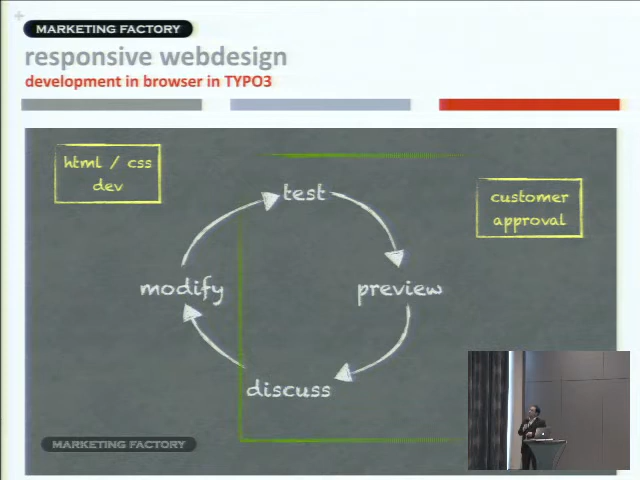 MARKETING FACTORY
responsive webdesign
development in browser in TYPO3
html / css
dev
test
customer
approval
modify
preview
discuss
MARKETING FACTORY